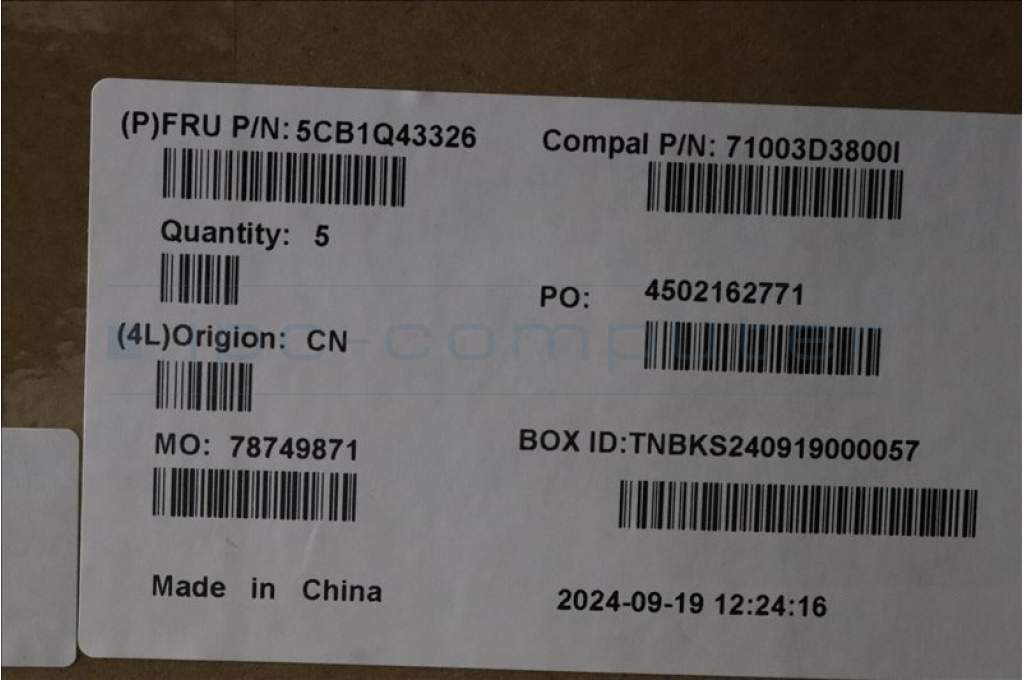 (P)FRU P/N: 5CB1Q43326
Compal P/N: 71003D3800I
Quantity: 5
PO: 4502162771
(4L)Origion: CN
MO: 78749871
BOX ID:TNBKS240919000057
Made in China
2024-09-19 12:24:16